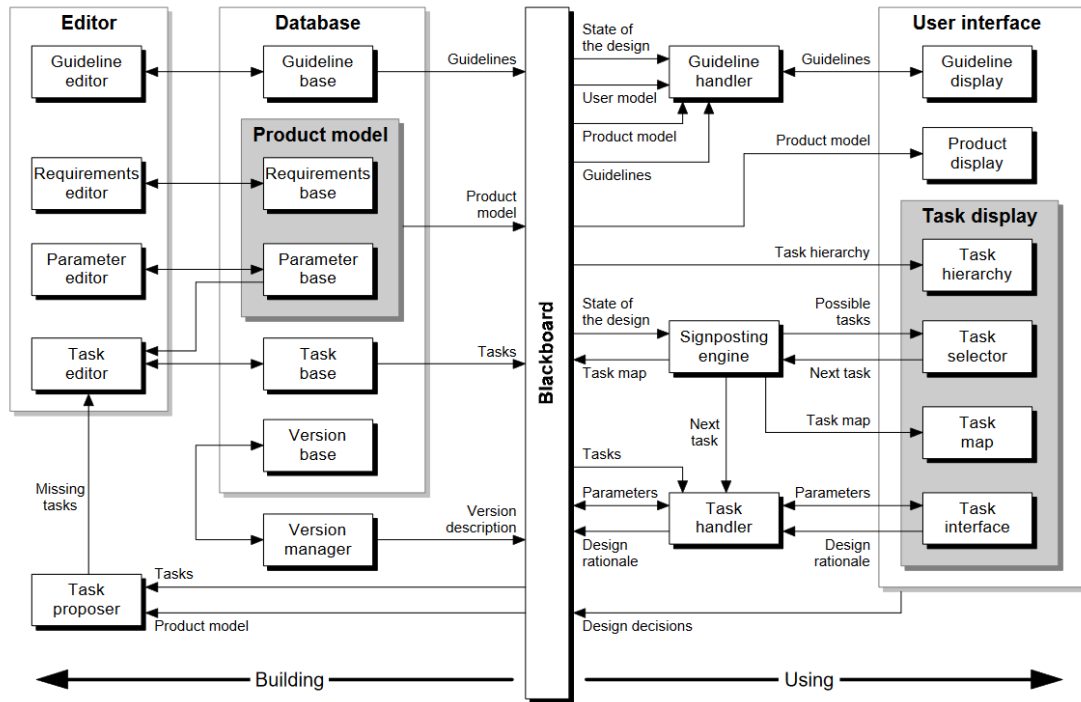 Editor
Database
User interface
Guideline
editor
Guideline
base
Guidelines
State of
the design
User model
Product model
Guidelines
Guideline
handler
Guidelines
Guideline
display
Product model
Requirements
editor
Requirements
base
Parameter
editor
Parameter
base
Product
model
Product model
Product
display
Task display
Task hierarchy
Task
hierarchy
Blackboard
Task
editor
Task
base
Tasks
State of
the design
Task map
Signposting
engine
Possible
tasks
Next task
Task
selector
Version
base
Next
task
Task map
Task
map
Missing
tasks
Version
manager
Version
description
Tasks
Parameters
Design
rationale
Task
handler
Parameters
Design
rationale
Task
interface
Task
proposer
Tasks
Product model
Design decisions
Building
Using